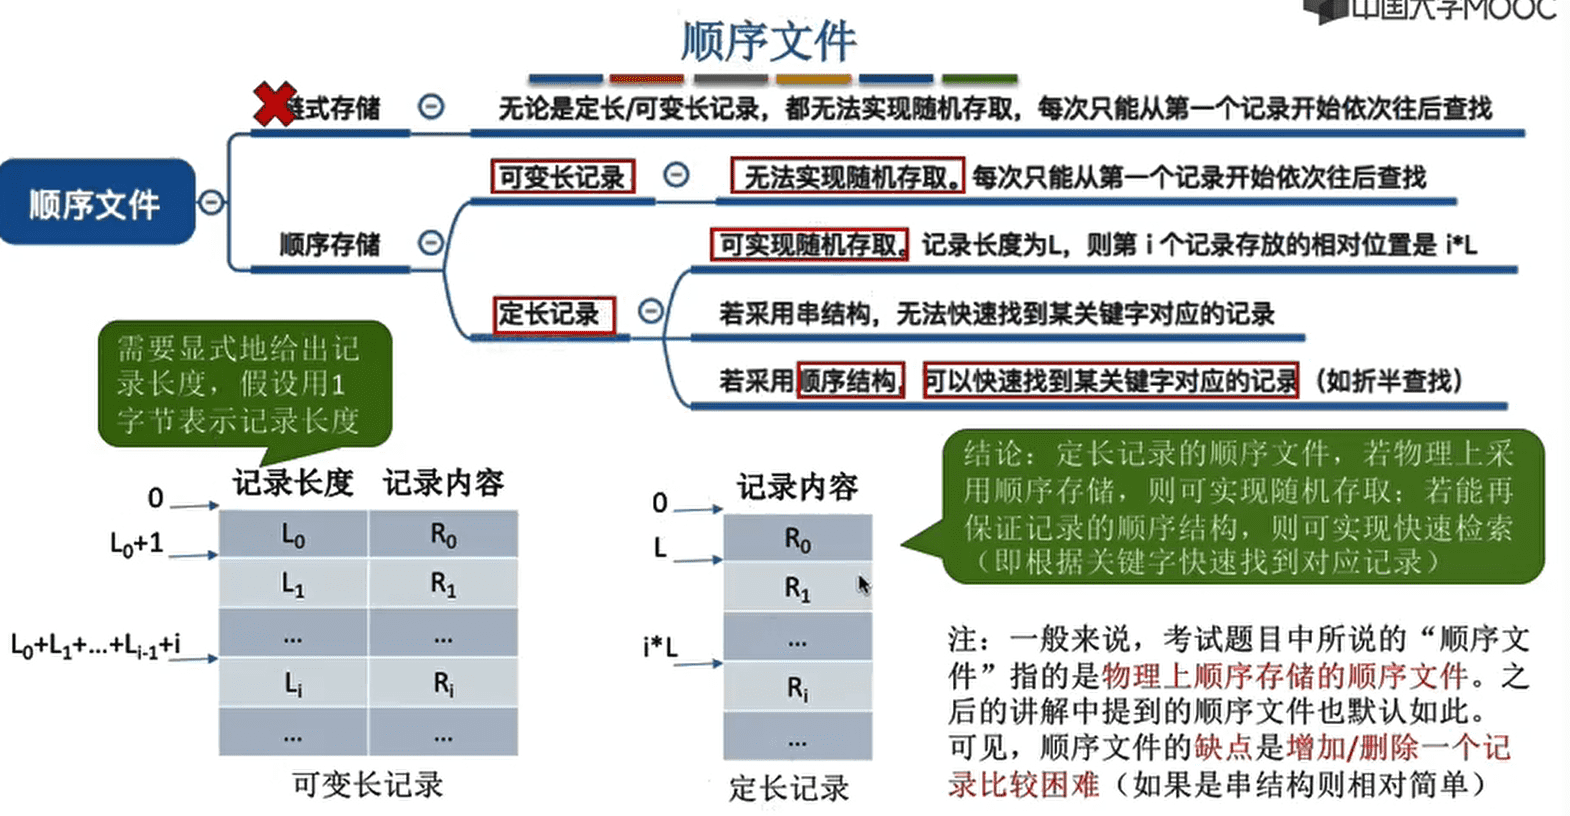 中国大学MOOC
顺序文件
链式存储
无论是定长/可变长记录，都无法实现随机存取，每次只能从第一个记录开始依次往后查找
顺序文件
可变长记录
无法实现随机存取。每次只能从第一个记录开始依次往后查找
顺序存储
可实现随机存取。记录长度为L，则第 i 个记录存放的相对位置是 i*L
定长记录
若采用串结构，无法快速找到某关键字对应的记录
若采用顺序结构，可以快速找到某关键字对应的记录（如折半查找）
需要显式地给出记
录长度，假设用1
字节表示记录长度
记录长度 记录内容
0
L₀+1
L₀+L₁+...+Lᵢ₋₁+i
L₀ R₀
L₁ R₁
... ...
Lᵢ Rᵢ
... ...
可变长记录
记录内容
0
L
i*L
R₀
R₁
...
Rᵢ
...
定长记录
结论：定长记录的顺序文件，若物理上采
用顺序存储，则可实现随机存取；若能再
保证记录的顺序结构，则可实现快速检索
（即根据关键字快速找到对应记录）
注：一般来说，考试题目中所说的“顺序文
件”指的是物理上顺序存储的顺序文件。之
后的讲解中提到的顺序文件也默认如此。
可见，顺序文件的缺点是增加/删除一个记
录比较困难（如果是串结构则相对简单）